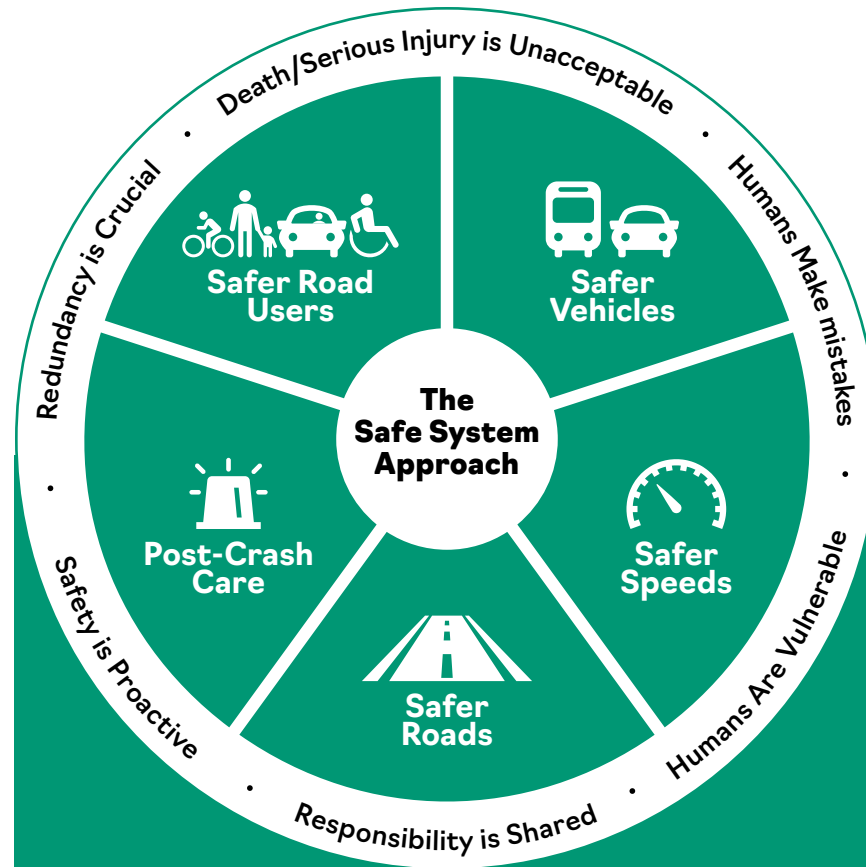 Death/Serious Injury is Unacceptable
Humans Make mistakes
Humans Are Vulnerable
Responsibility is Shared
Safety is Proactive
Redundancy is Crucial
Safer Road
Users
Safer
Vehicles
The
Safe System
Approach
Post-Crash
Care
Safer
Speeds
Safer
Roads